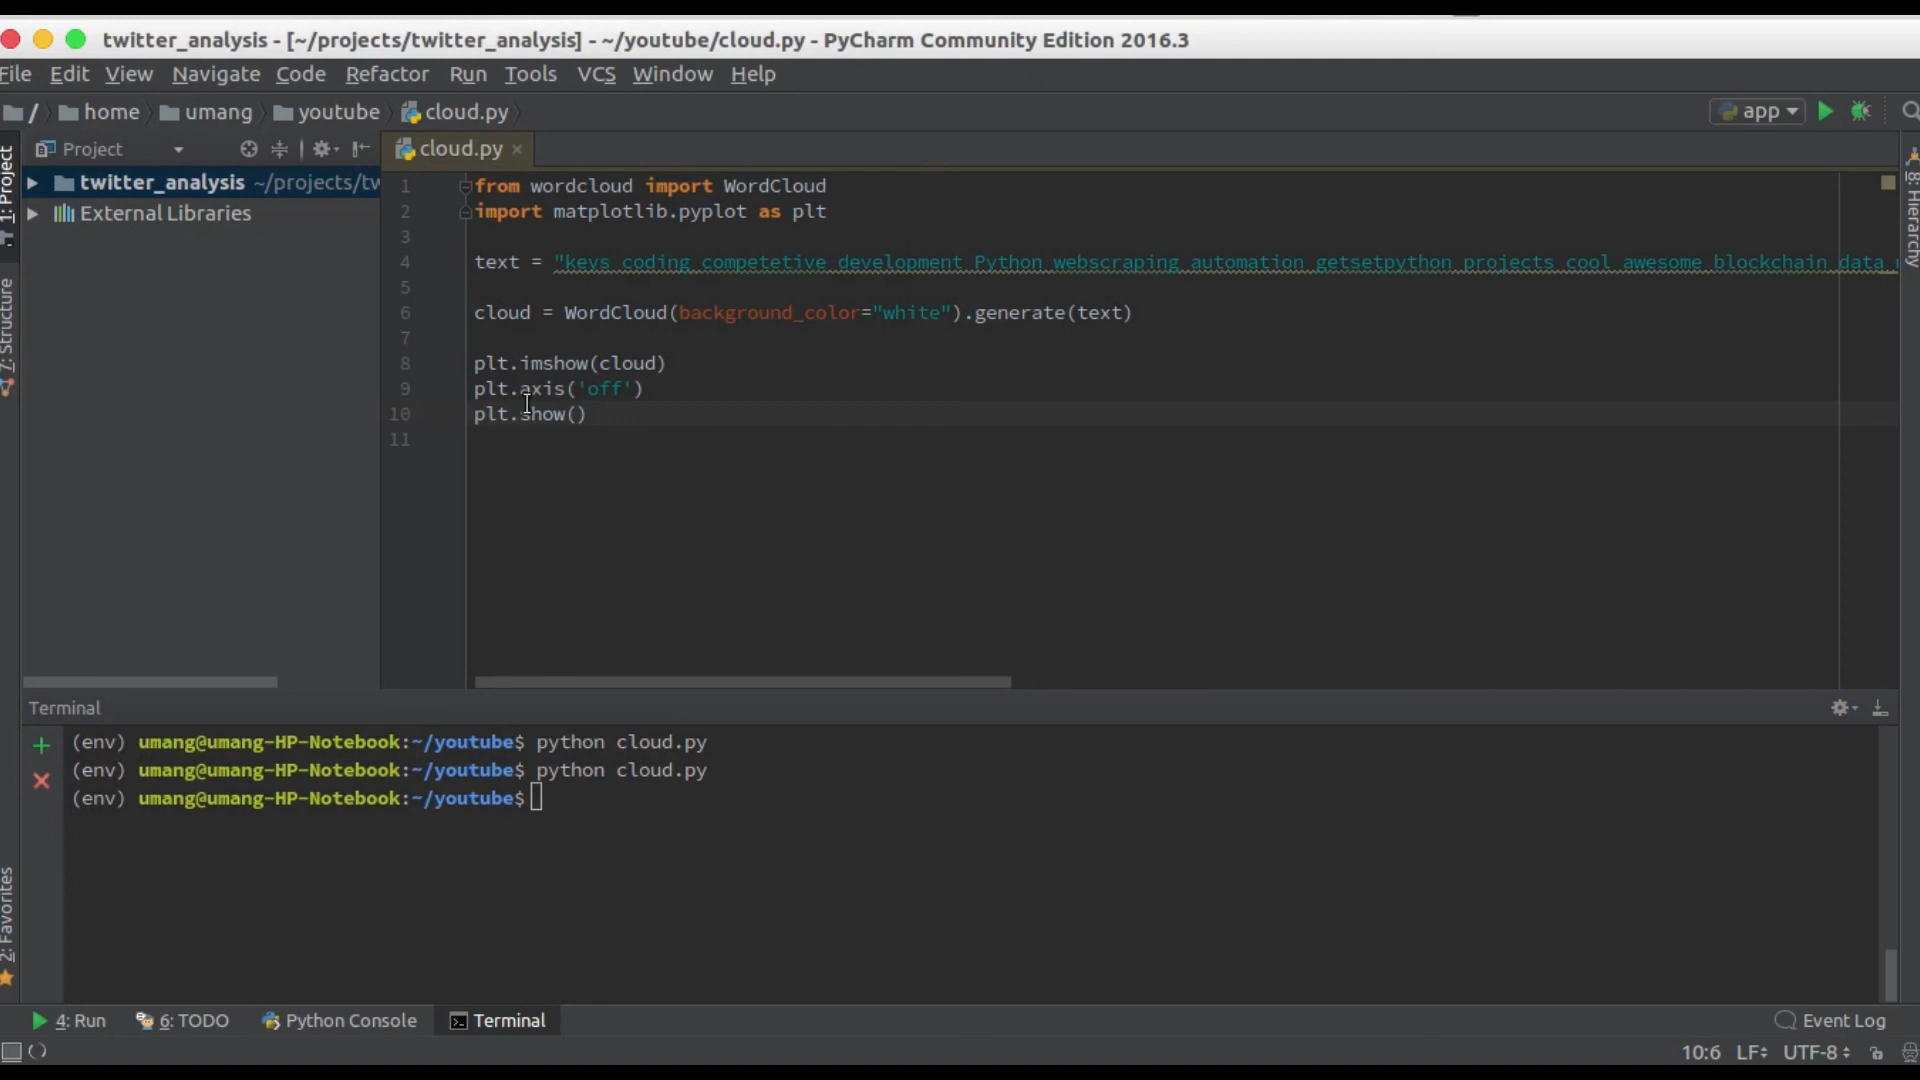 twitter_analysis - [~/projects/twitter_analysis] - ~/youtube/cloud.py - PyCharm Community Edition 2016.3
File Edit View Navigate Code Refactor Run Tools VCS Window Help
/ home umang youtube cloud.py app
Project
cloud.py
1: Project
7: Structure
2: Favorites
8: Hierarchy
twitter_analysis ~/projects/tw
External Libraries
1 from wordcloud import WordCloud
2 import matplotlib.pyplot as plt
3
4 text = "keys coding competetive development Python webscraping automation getsetpython projects cool awesome blockchain data
5
6 cloud = WordCloud(background_color="white").generate(text)
7
8 plt.imshow(cloud)
9 plt.axis('off')
10 plt.show()
11
Terminal
(env) umang@umang-HP-Notebook:~/youtube$ python cloud.py
(env) umang@umang-HP-Notebook:~/youtube$ python cloud.py
(env) umang@umang-HP-Notebook:~/youtube$
4: Run 6: TODO Python Console Terminal Event Log
10:6 LF UTF-8